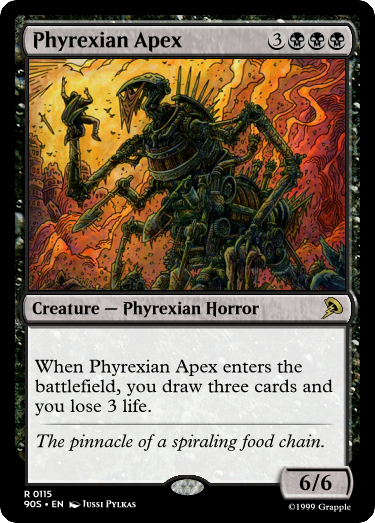 Phyrexian Apex 3
Creature — Phyrexian Horror
When Phyrexian Apex enters the
battlefield, you draw three cards and
you lose 3 life.
The pinnacle of a spiraling food chain.
6/6
R 0115
90S • EN Jussi Pylkas
©1999 Grapple